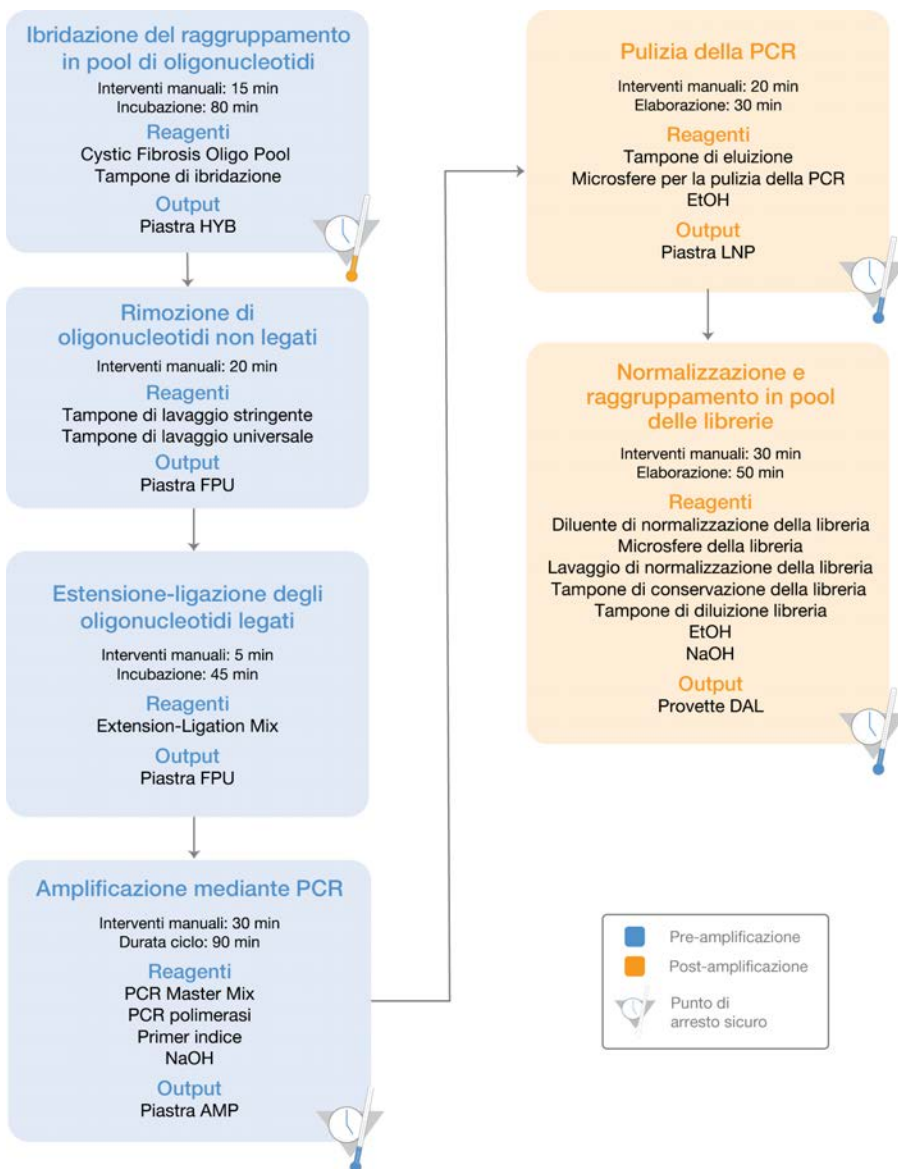 Ibridazione del raggruppamento
in pool di oligonucleotidi
Interventi manuali: 15 min
Incubazione: 80 min
Reagenti
Cystic Fibrosis Oligo Pool
Tampone di ibridazione
Output
Piastra HYB
Rimozione di
oligonucleotidi non legati
Interventi manuali: 20 min
Reagenti
Tampone di lavaggio stringente
Tampone di lavaggio universale
Output
Piastra FPU
Estensione-ligazione degli
oligonucleotidi legati
Interventi manuali: 5 min
Incubazione: 45 min
Reagenti
Extension-Ligation Mix
Output
Piastra FPU
Amplificazione mediante PCR
Interventi manuali: 30 min
Durata ciclo: 90 min
Reagenti
PCR Master Mix
PCR polimerasi
Primer indice
NaOH
Output
Piastra AMP
Pulizia della PCR
Interventi manuali: 20 min
Elaborazione: 30 min
Reagenti
Tampone di eluizione
Microsfere per la pulizia della PCR
EtOH
Output
Piastra LNP
Normalizzazione e
raggruppamento in pool
delle librerie
Interventi manuali: 30 min
Elaborazione: 50 min
Reagenti
Diluente di normalizzazione della libreria
Microsfere della libreria
Lavaggio di normalizzazione della libreria
Tampone di conservazione della libreria
Tampone di diluizione libreria
EtOH
NaOH
Output
Provette DAL
Pre-amplificazione
Post-amplificazione
Punto di
arresto sicuro